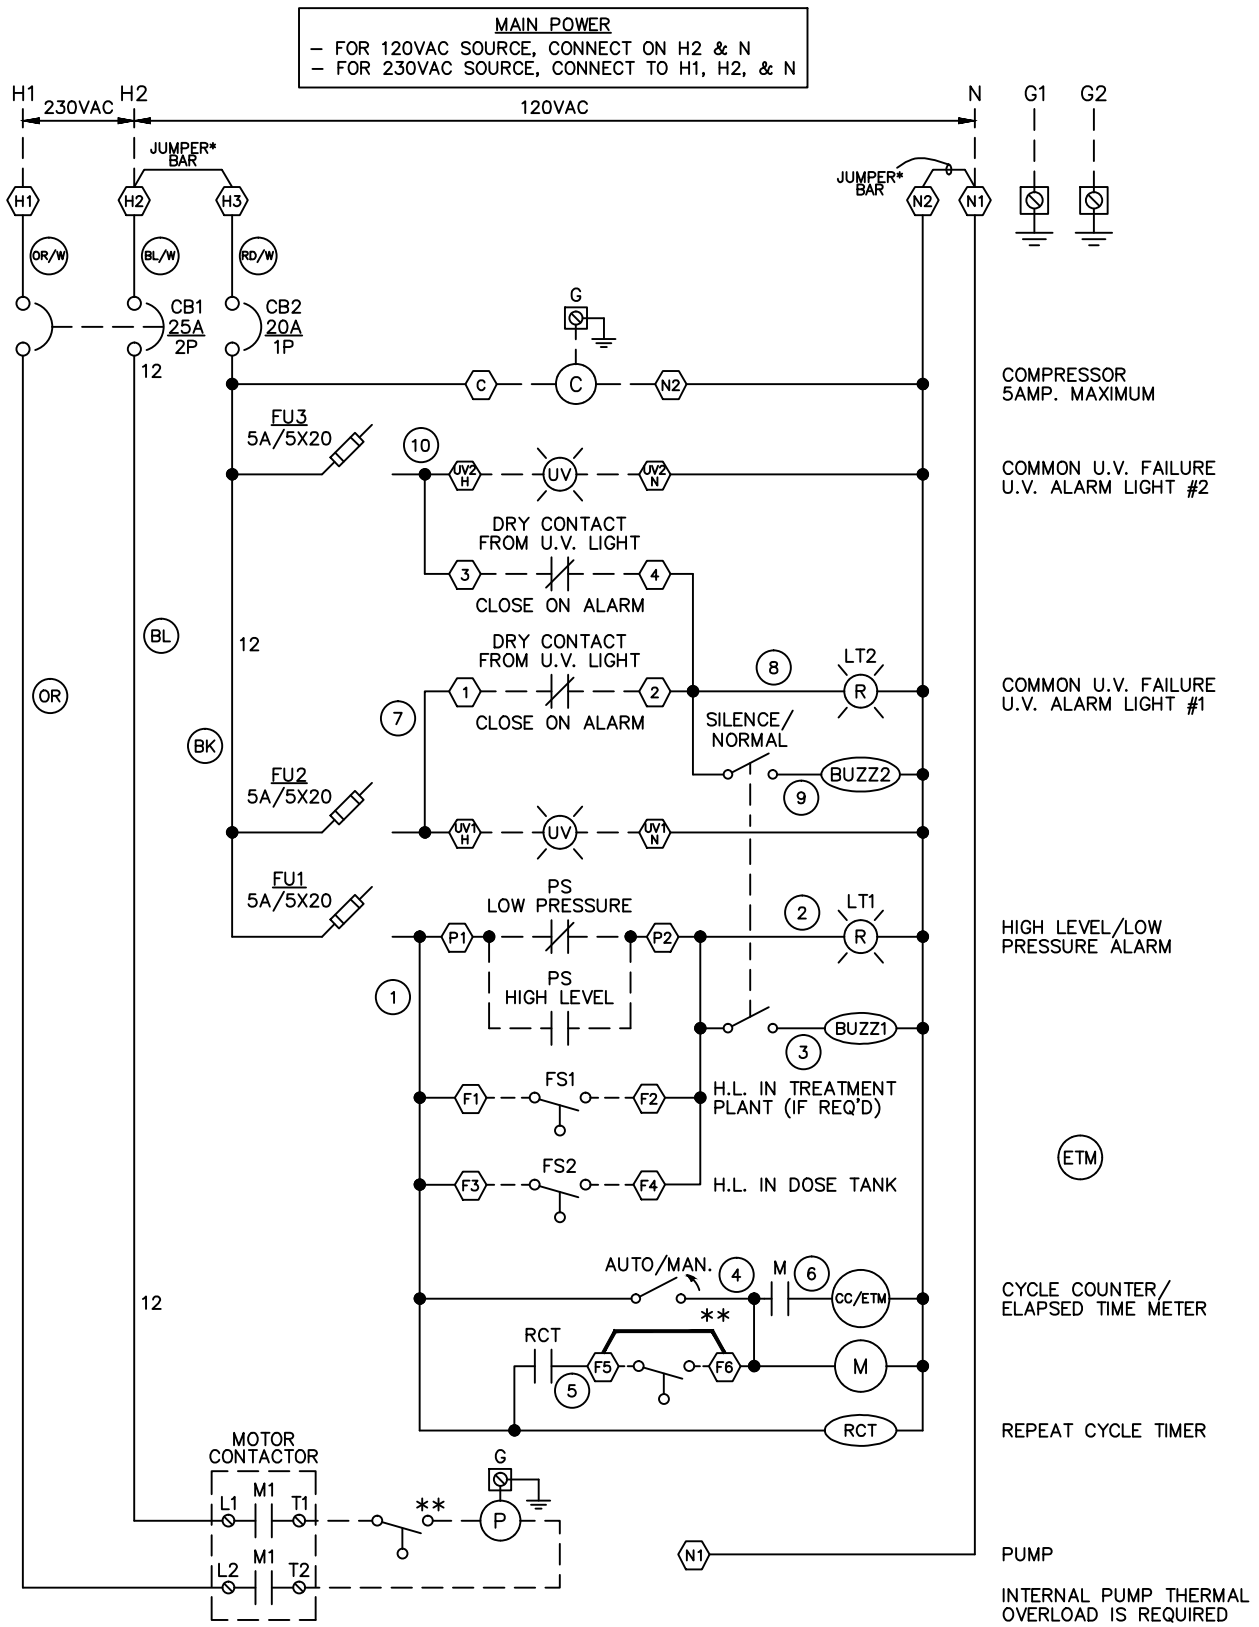 MAIN POWER
– FOR 120VAC SOURCE, CONNECT ON H2 & N
– FOR 230VAC SOURCE, CONNECT TO H1, H2, & N
H1
H2
N
G1
G2
230VAC
120VAC
JUMPER*
BAR
JUMPER*
BAR
H1
H2
H3
N2
N1
OR/W
BL/W
RD/W
CB1
25A
2P
CB2
20A
1P
12
G
C
C
N2
COMPRESSOR
5AMP. MAXIMUM
FU3
5A/5X20
10
UV2
H
UV
UV2
N
COMMON U.V. FAILURE
U.V. ALARM LIGHT #2
DRY CONTACT
FROM U.V. LIGHT
3
4
CLOSE ON ALARM
BL
12
DRY CONTACT
FROM U.V. LIGHT
OR
1
2
8
LT2
R
COMMON U.V. FAILURE
U.V. ALARM LIGHT #1
7
CLOSE ON ALARM
SILENCE/
NORMAL
BK
FU2
5A/5X20
BUZZ2
9
UV1
H
UV
UV1
N
FU1
5A/5X20
PS
LOW PRESSURE
2
LT1
P1
P2
R
HIGH LEVEL/LOW
PRESSURE ALARM
1
PS
HIGH LEVEL
BUZZ1
3
FS1
F1
F2
H.L. IN TREATMENT
PLANT (IF REQ'D)
ETM
FS2
F3
F4
H.L. IN DOSE TANK
12
AUTO/MAN.
4
M
6
CC/ETM
CYCLE COUNTER/
ELAPSED TIME METER
**
RCT
F5
F6
M
5
RCT
REPEAT CYCLE TIMER
MOTOR
CONTACTOR
G
L1
M1
T1
**
P
L2
M1
T2
N1
PUMP
INTERNAL PUMP THERMAL
OVERLOAD IS REQUIRED